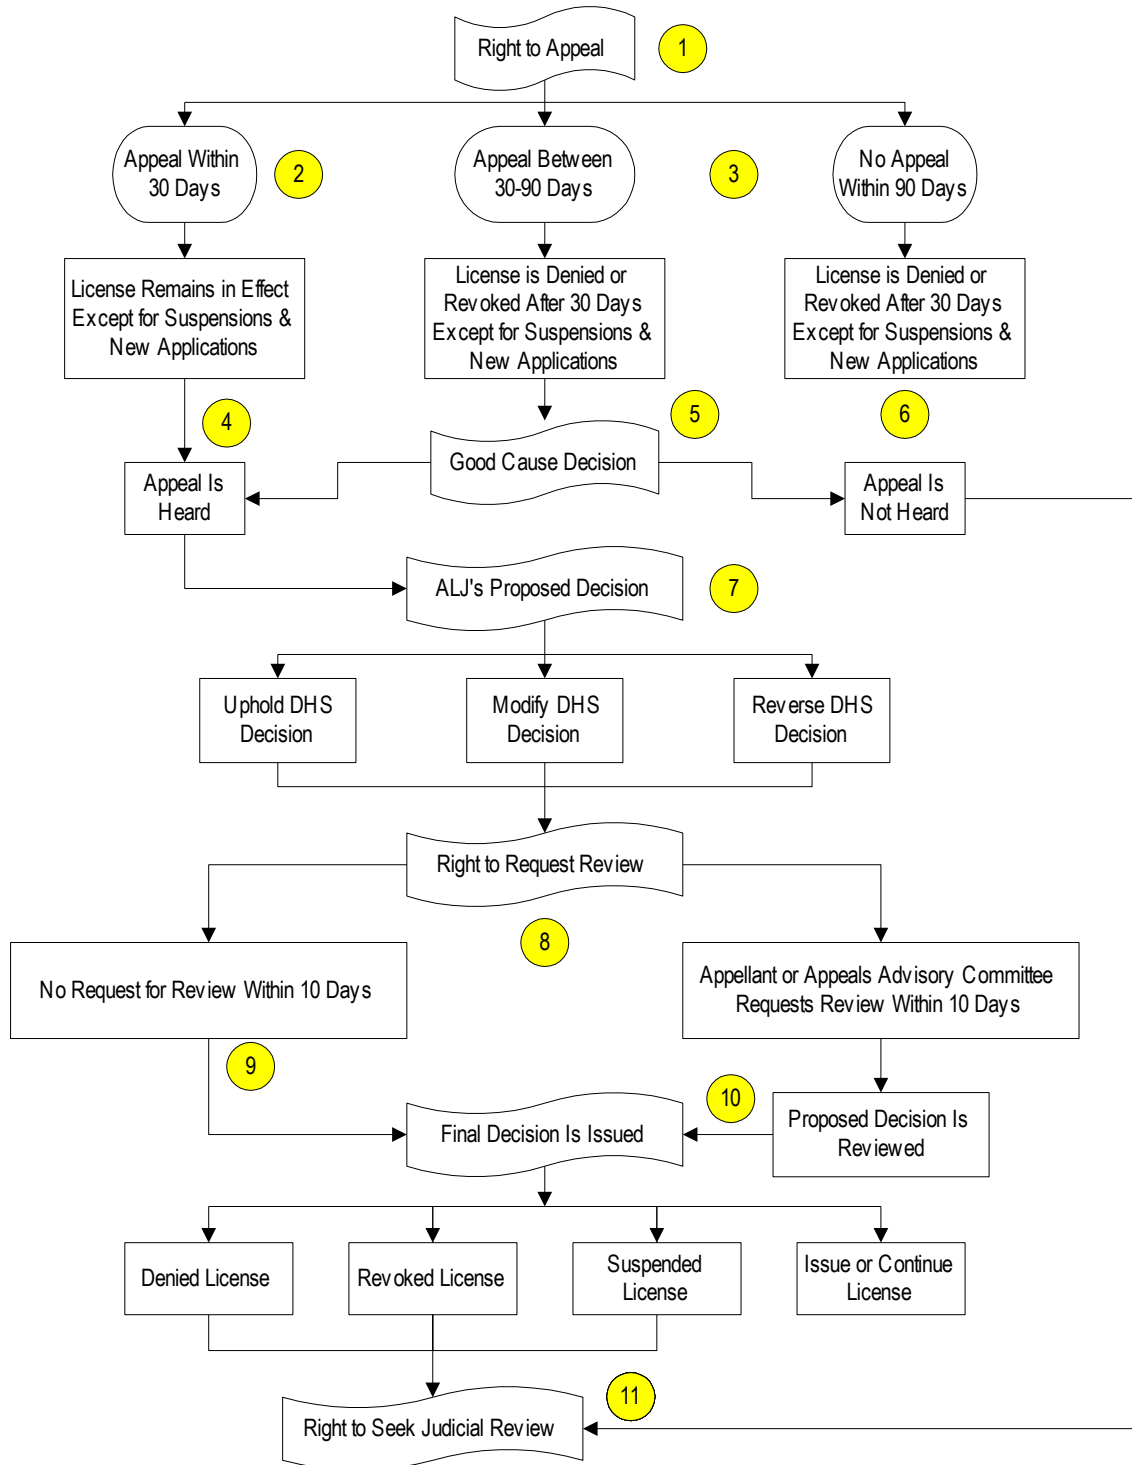 Right to Appeal
1
Appeal Within
30 Days
2
Appeal Between
30-90 Days
3
No Appeal
Within 90 Days
License Remains in Effect
Except for Suspensions &
New Applications
License is Denied or
Revoked After 30 Days
Except for Suspensions &
New Applications
License is Denied or
Revoked After 30 Days
Except for Suspensions &
New Applications
4
5
6
Good Cause Decision
Appeal Is
Heard
Appeal Is
Not Heard
ALJ's Proposed Decision
7
Uphold DHS
Decision
Modify DHS
Decision
Reverse DHS
Decision
Right to Request Review
8
No Request for Review Within 10 Days
Appellant or Appeals Advisory Committee
Requests Review Within 10 Days
9
10
Final Decision Is Issued
Proposed Decision Is
Reviewed
Denied License
Revoked License
Suspended
License
Issue or Continue
License
11
Right to Seek Judicial Review